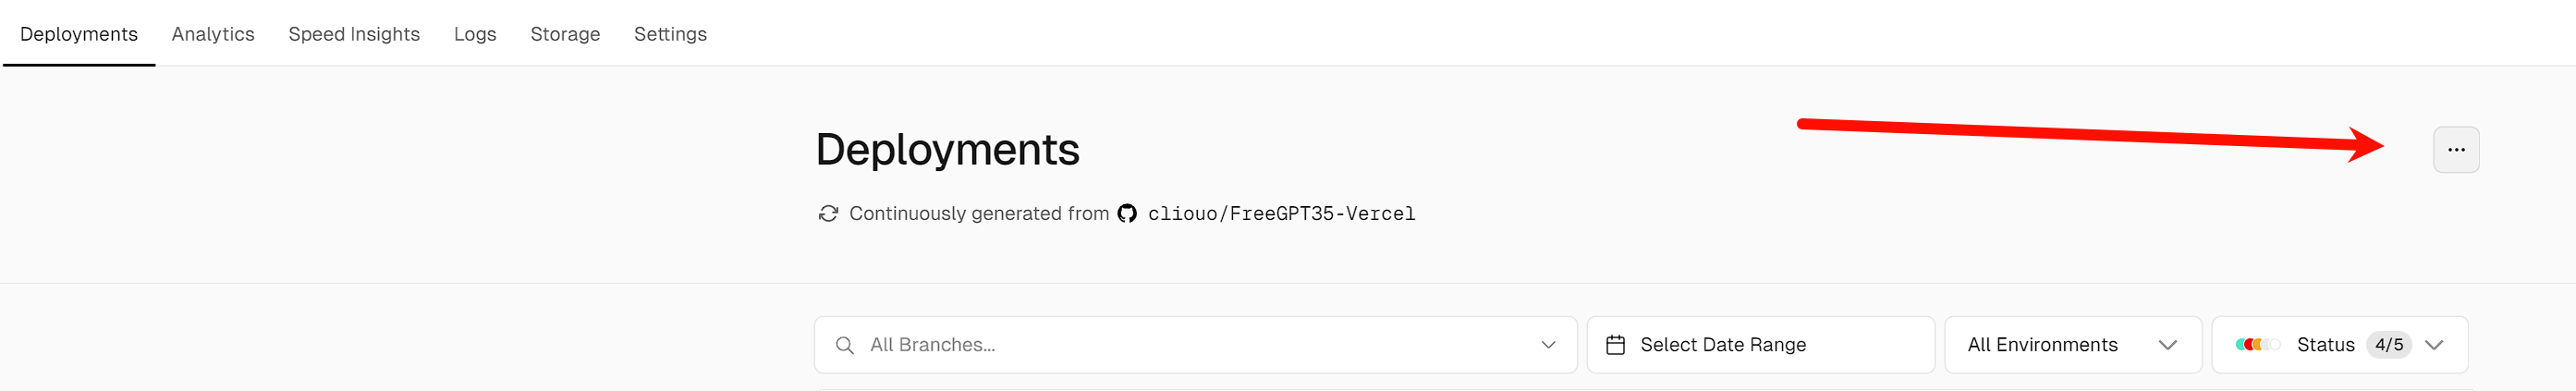 Deployments Analytics Speed Insights Logs Storage Settings
Deployments
Continuously generated from cliouo/FreeGPT35-Vercel
All Branches... Select Date Range All Environments Status 4/5